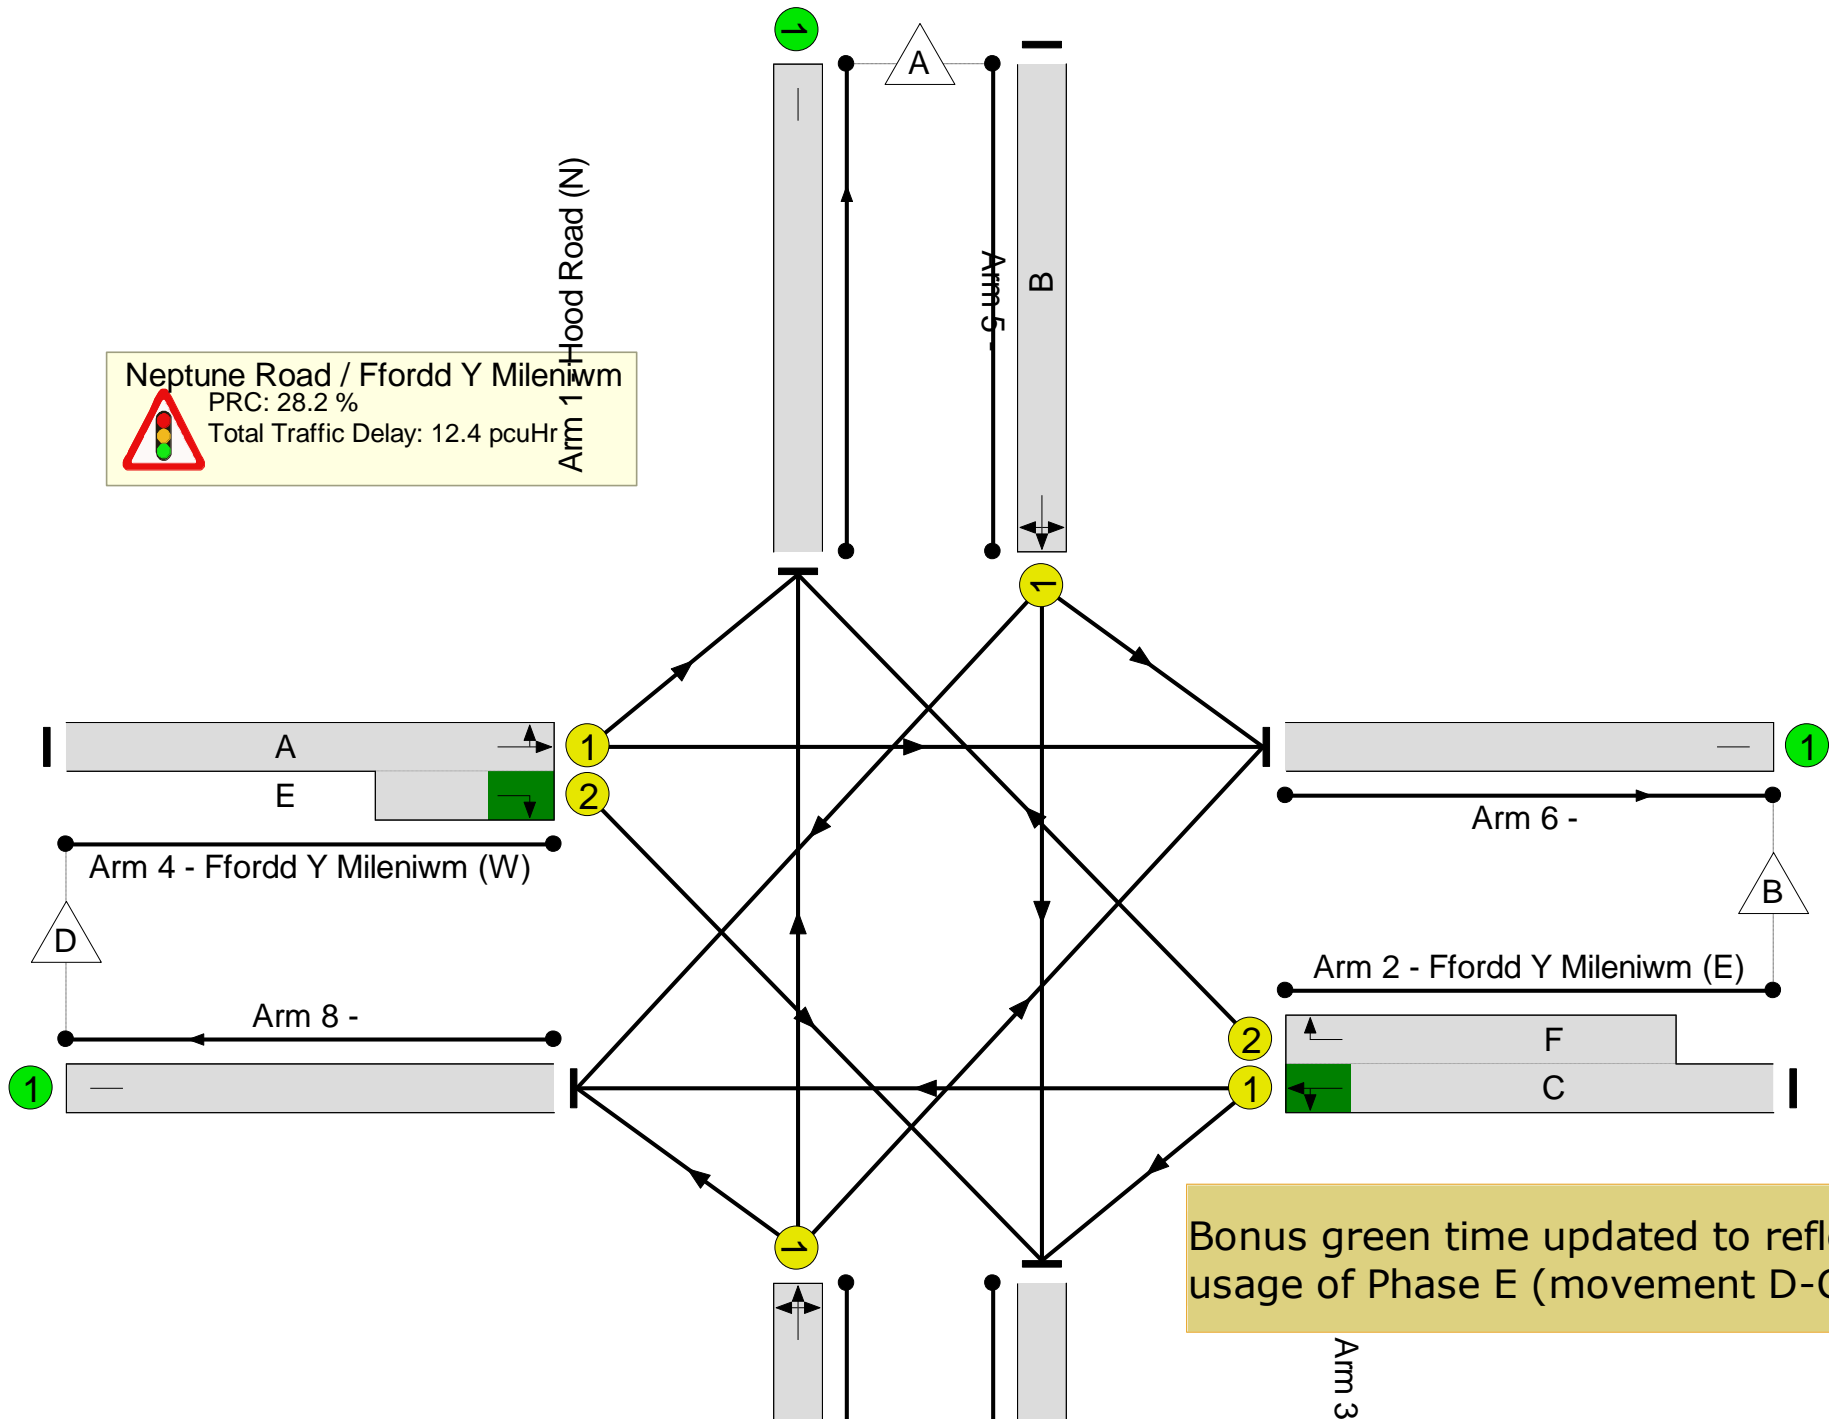 1
A
Arm 1 - Hood Road (N)
Arm 5 -
B
Neptune Road / Ffordd Y Mileniwm
PRC: 28.2 %
Total Traffic Delay: 12.4 pcuHr
1
A
1
1
E
2
Arm 6 -
Arm 4 - Ffordd Y Mileniwm (W)
B
D
Arm 2 - Ffordd Y Mileniwm (E)
Arm 8 -
2
F
1
1
C
1
Bonus green time updated to
usage of Phase E (movement
Arm 3